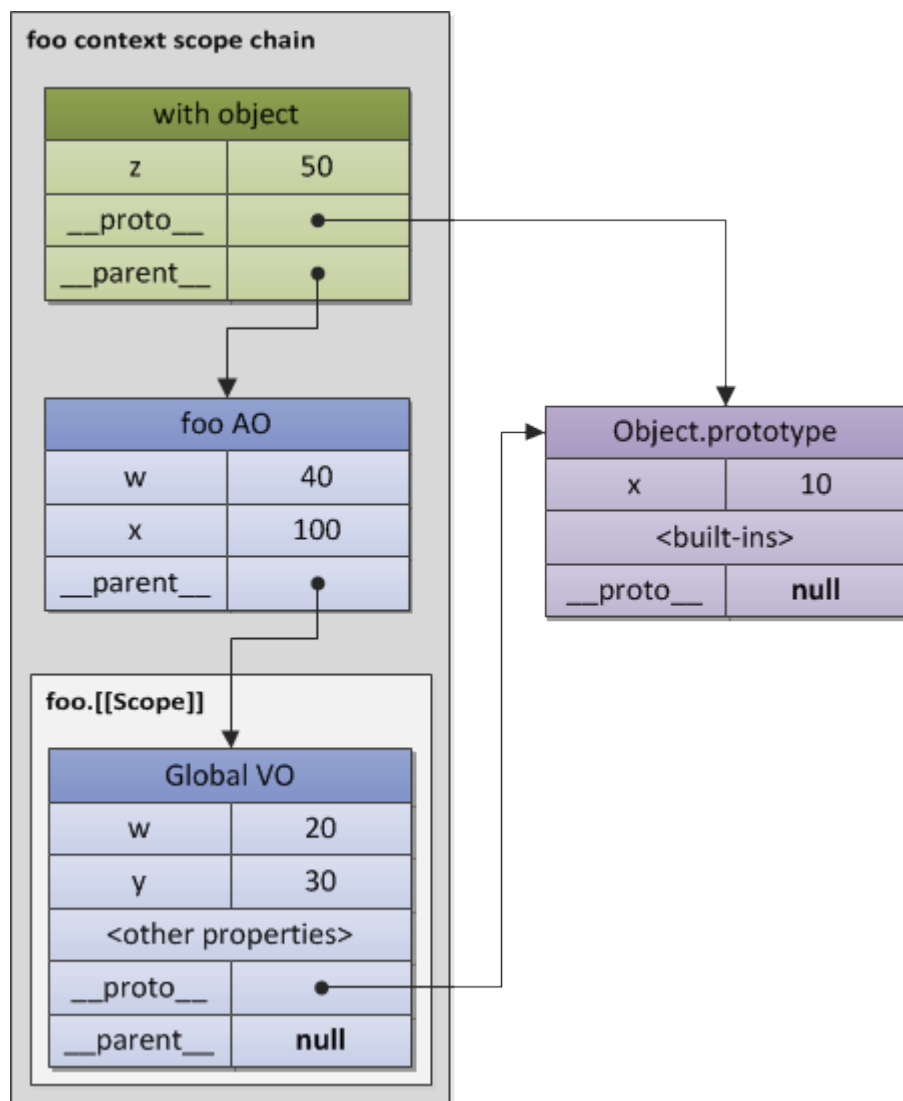 foo context scope chain
with object
z 50
__proto__
__parent__
foo AO
w 40
x 100
__parent__
Object.prototype
x 10
<built-ins>
__proto__ null
foo.[[Scope]]
Global VO
w 20
y 30
<other properties>
__proto__
__parent__ null